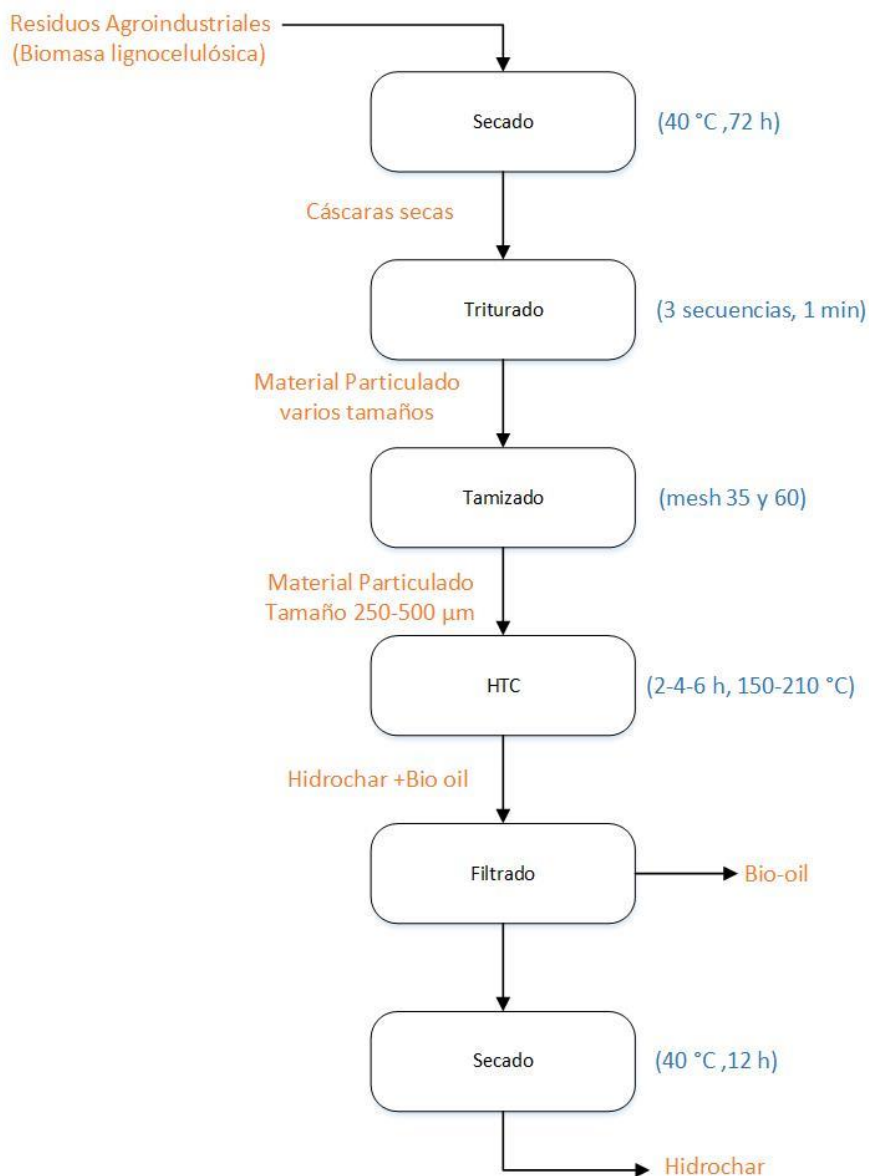 Residuos Agroindustriales
(Biomasa lignocelulósica)
Secado
(40 °C ,72 h)
Cáscaras secas
Triturado
(3 secuencias, 1 min)
Material Particulado
varios tamaños
Tamizado
(mesh 35 y 60)
Material Particulado
Tamaño 250-500 µm
HTC
(2-4-6 h, 150-210 °C)
Hidrochar +Bio oil
Filtrado
Bio-oil
Secado
(40 °C ,12 h)
Hidrochar